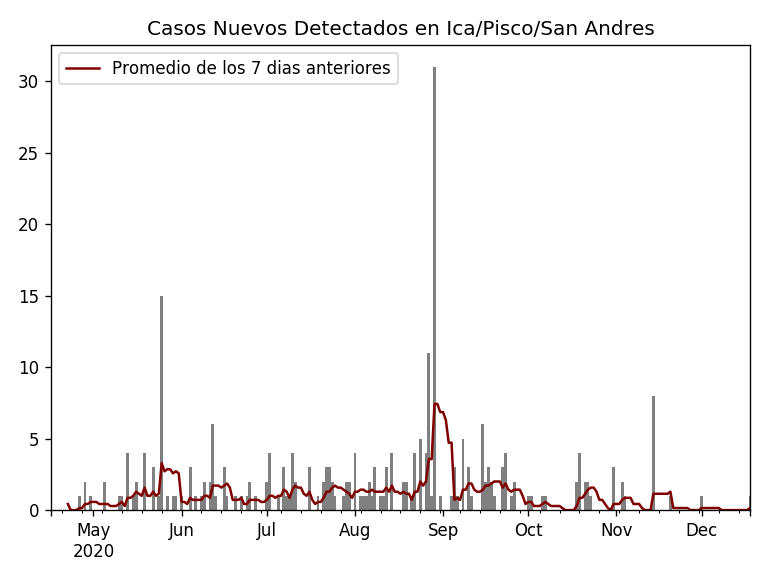 Casos Nuevos Detectados en Ica/Pisco/San Andres
Promedio de los 7 dias anteriores
30
25
20
15
10
5
0
May Jun Jul Aug Sep Oct Nov Dec
2020